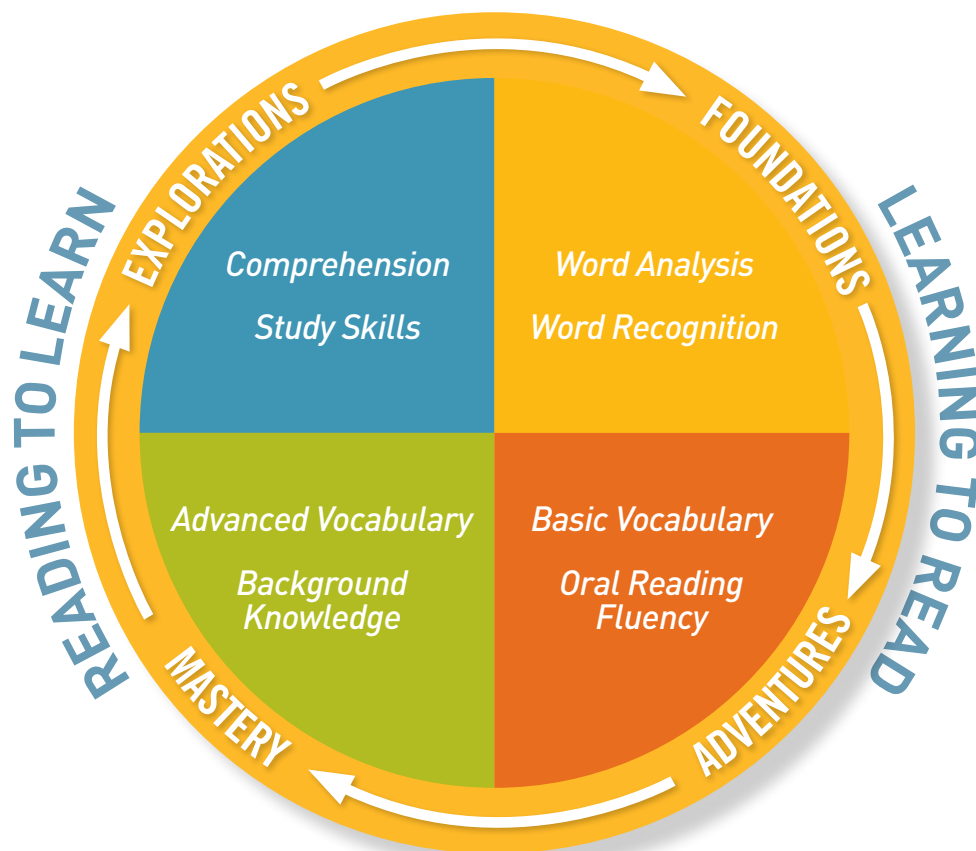 EXPLORATIONS
FOUNDATIONS
READING TO LEARN
LEARNING TO READ
Comprehension
Study Skills
Word Analysis
Word Recognition
Advanced Vocabulary
Background
Knowledge
Basic Vocabulary
Oral Reading
Fluency
MASTERY
ADVENTURES